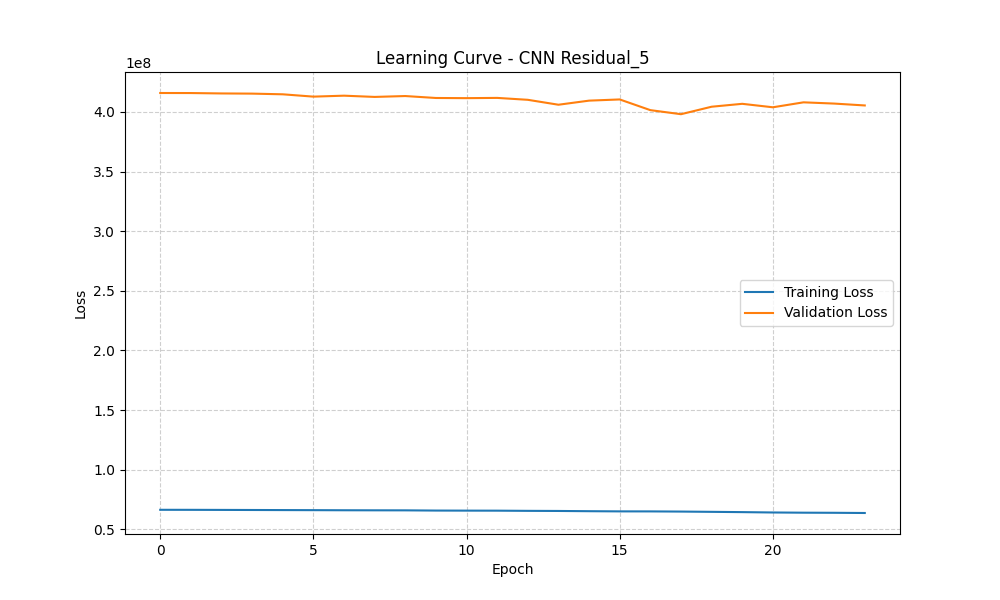 Learning Curve - CNN Residual_5
1e8
4.0
3.5
3.0
2.5
2.0
1.5
1.0
0.5
Loss
Training Loss
Validation Loss
0 5 10 15 20
Epoch